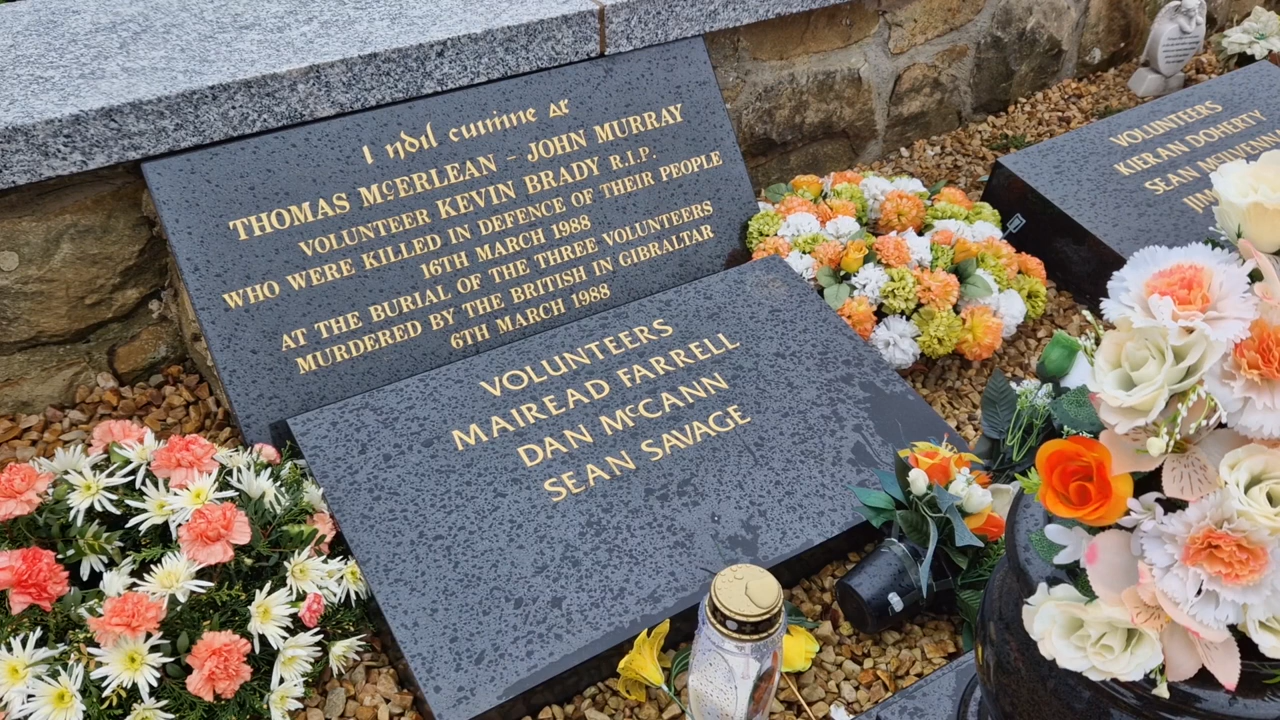 I ndíl cuimne ar
THOMAS McERLEAN – JOHN MURRAY
VOLUNTEER KEVIN BRADY R.I.P.
WHO WERE KILLED IN DEFENCE OF THEIR PEOPLE
16TH MARCH 1988
AT THE BURIAL OF THE THREE VOLUNTEERS
MURDERED BY THE BRITISH IN GIBRALTAR
6TH MARCH 1988
VOLUNTEERS
MAIREAD FARRELL
DAN McCANN
SEAN SAVAGE
VOLUNTEERS
KIERAN DOHERTY
SEAN